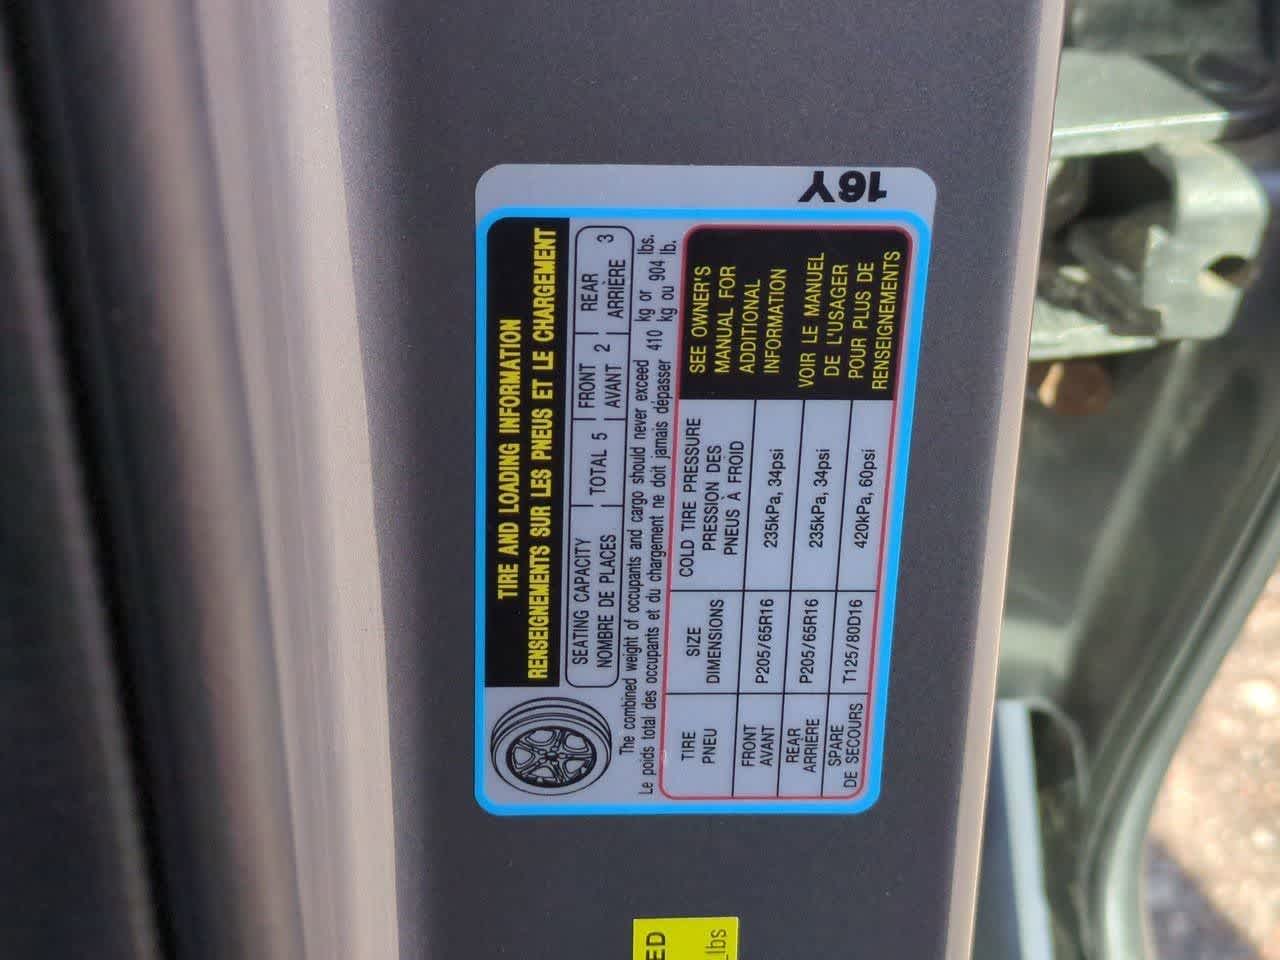 16Y
TIRE AND LOADING INFORMATION
RENSEIGNEMENTS SUR LES PNEUS ET LE CHARGEMENT
SEATING CAPACITY
NOMBRE DE PLACES
TOTAL 5
FRONT
AVANT
2
REAR
ARRIÈRE
3
The combined weight of occupants and cargo should never exceed 410 kg or 904 lbs.
Le poids total des occupants et du chargement ne doit jamais dépasser 410 kg ou 904 lb.
TIRE
PNEU
SIZE
DIMENSIONS
COLD TIRE PRESSURE
PRESSION DES
PNEUS À FROID
FRONT
AVANT
P205/65R16
235kPa, 34psi
REAR
ARRIÈRE
P205/65R16
235kPa, 34psi
SPARE
DE SECOURS
T125/80D16
420kPa, 60psi
SEE OWNER'S
MANUAL FOR
ADDITIONAL
INFORMATION
VOIR LE MANUEL
DE L'USAGER
POUR PLUS DE
RENSEIGNEMENTS
ED
Lbs